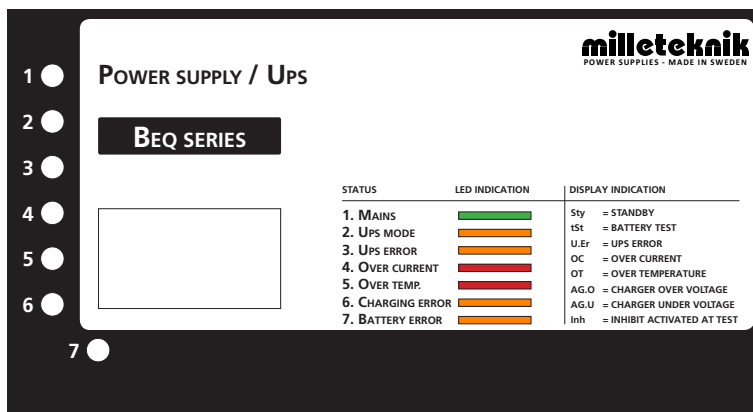 milleteknik
POWER SUPPLIES - MADE IN SWEDEN
POWER SUPPLY / UPS
BEQ SERIES
1
2
3
4
5
6
7
STATUS LED INDICATION DISPLAY INDICATION
1. MAINS
2. UPS MODE
3. UPS ERROR
4. OVER CURRENT
5. OVER TEMP.
6. CHARGING ERROR
7. BATTERY ERROR
Sty = STANDBY
tSt = BATTERY TEST
U.Er = UPS ERROR
OC = OVER CURRENT
OT = OVER TEMPERATURE
AG.O = CHARGER OVER VOLTAGE
AG.U = CHARGER UNDER VOLTAGE
Inh = INHIBIT ACTIVATED AT TEST